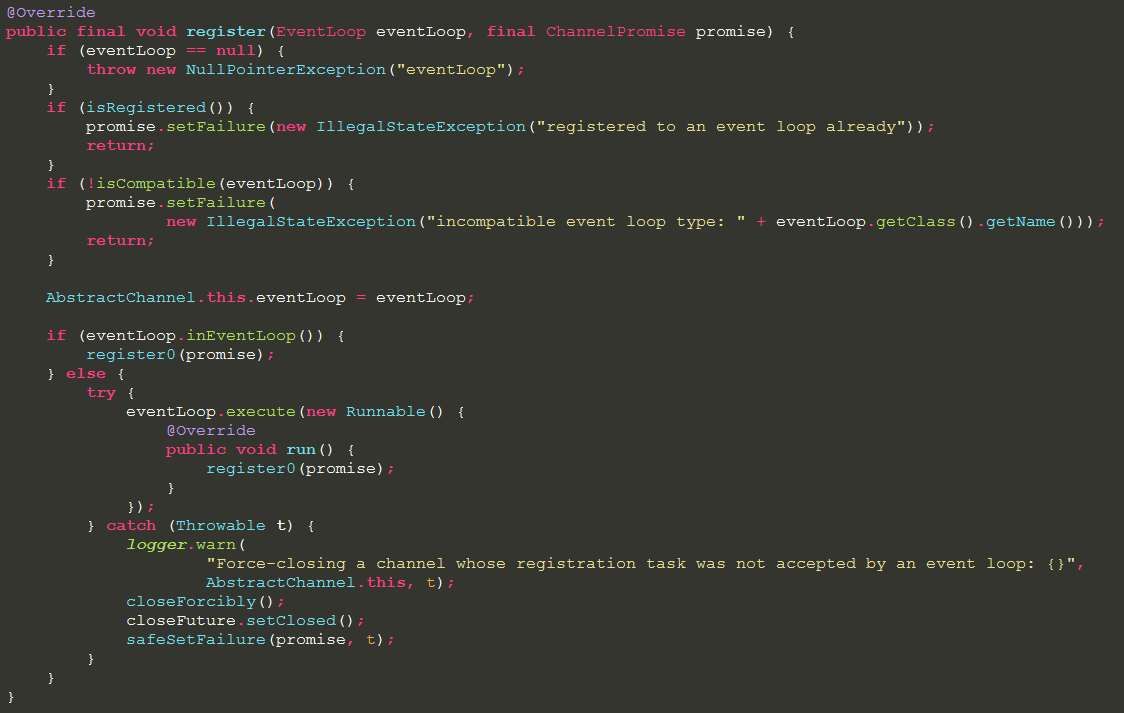 @Override
public final void register(EventLoop eventLoop, final ChannelPromise promise) {
    if (eventLoop == null) {
        throw new NullPointerException("eventLoop");
    }
    if (isRegistered()) {
        promise.setFailure(new IllegalStateException("registered to an event loop already"));
        return;
    }
    if (!isCompatible(eventLoop)) {
        promise.setFailure(
                new IllegalStateException("incompatible event loop type: " + eventLoop.getClass().getName()));
        return;
    }

    AbstractChannel.this.eventLoop = eventLoop;

    if (eventLoop.inEventLoop()) {
        register0(promise);
    } else {
        try {
            eventLoop.execute(new Runnable() {
                @Override
                public void run() {
                    register0(promise);
                }
            });
        } catch (Throwable t) {
            logger.warn(
                    "Force-closing a channel whose registration task was not accepted by an event loop: {}",
                    AbstractChannel.this, t);
            closeForcibly();
            closeFuture.setClosed();
            safeSetFailure(promise, t);
        }
    }
}